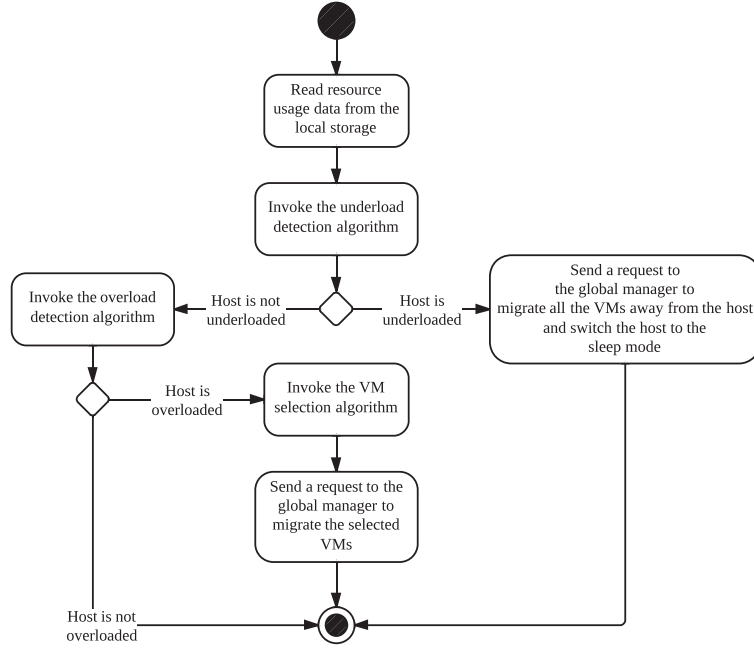 Read resource
usage data from the
local storage
Invoke the underload
detection algorithm
Send a request to
the global manager to
migrate all the VMs away from the host
and switch the host to the
sleep mode
Host is not
underloaded
Host is
underloaded
Invoke the overload
detection algorithm
Host is
overloaded
Invoke the VM
selection algorithm
Send a request to the
global manager to
migrate the selected
VMs
Host is not
overloaded